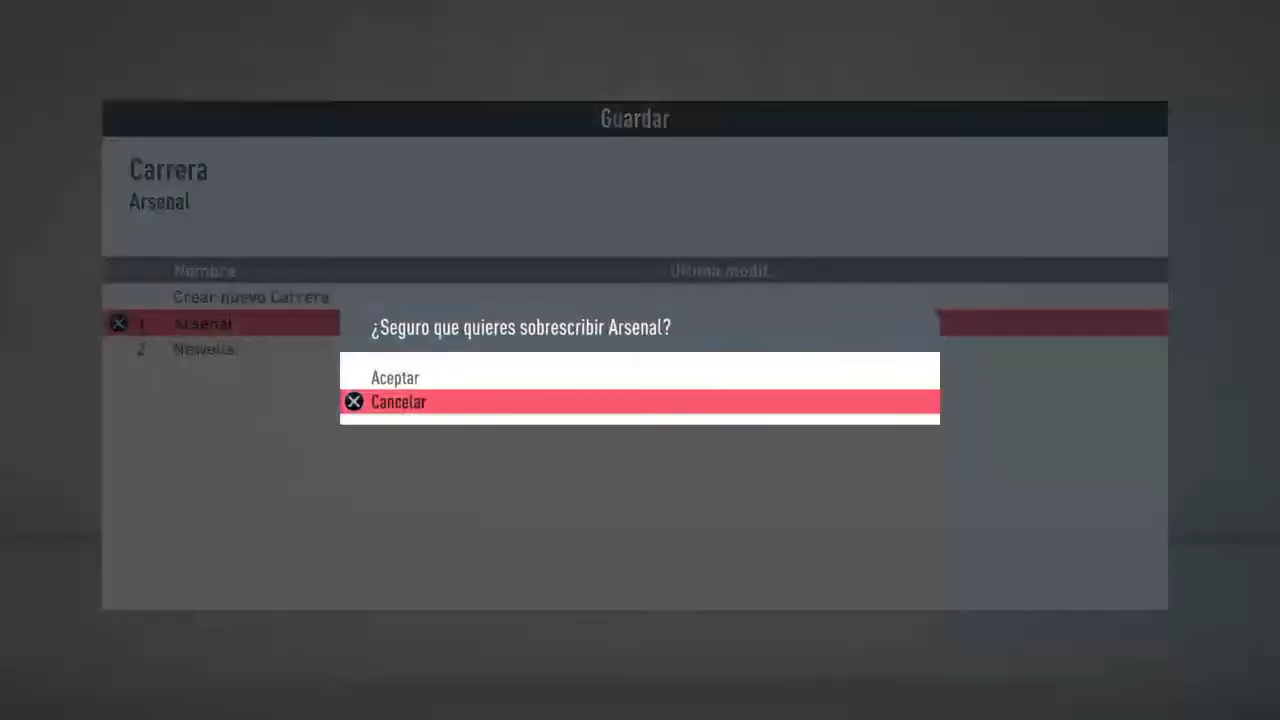 Guardar
Carrera
Arsenal
Nombre Última modif.
Crear nuevo Carrera
1 Arsenal
¿Seguro que quieres sobrescribir Arsenal?
2 Newells
Aceptar
Cancelar